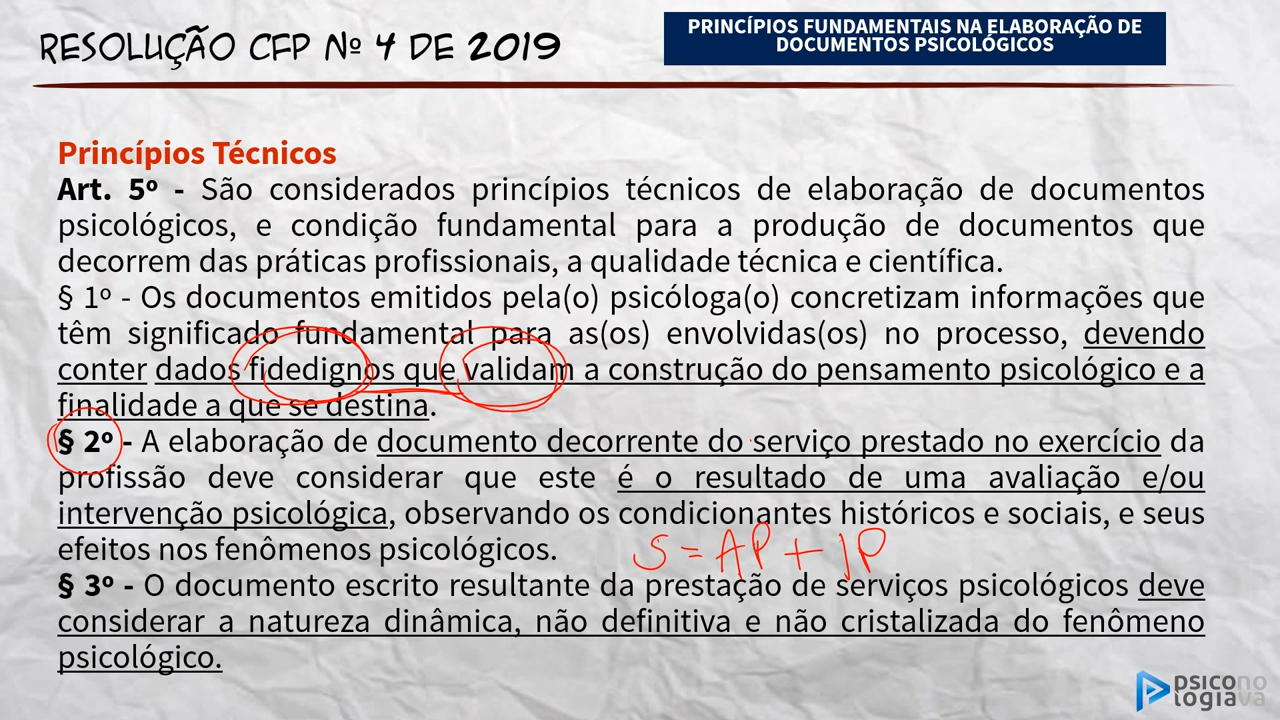 RESOLUÇÃO CFP Nº 4 DE 2019
PRINCÍPIOS FUNDAMENTAIS NA ELABORAÇÃO DE
DOCUMENTOS PSICOLÓGICOS
Princípios Técnicos
Art. 5º - São considerados princípios técnicos de elaboração de documentos
psicológicos, e condição fundamental para a produção de documentos que
decorrem das práticas profissionais, a qualidade técnica e científica.
§ 1º - Os documentos emitidos pela(o) psicóloga(o) concretizam informações que
têm significado fundamental para as(os) envolvidas(os) no processo, devendo
conter dados fidedignos que validam a construção do pensamento psicológico e a
finalidade a que se destina.
§ 2º - A elaboração de documento decorrente do serviço prestado no exercício da
profissão deve considerar que este é o resultado de uma avaliação e/ou
intervenção psicológica, observando os condicionantes históricos e sociais, e seus
efeitos nos fenômenos psicológicos.
S = AP + IP
§ 3º - O documento escrito resultante da prestação de serviços psicológicos deve
considerar a natureza dinâmica, não definitiva e não cristalizada do fenômeno
psicológico.
psicono
logiava